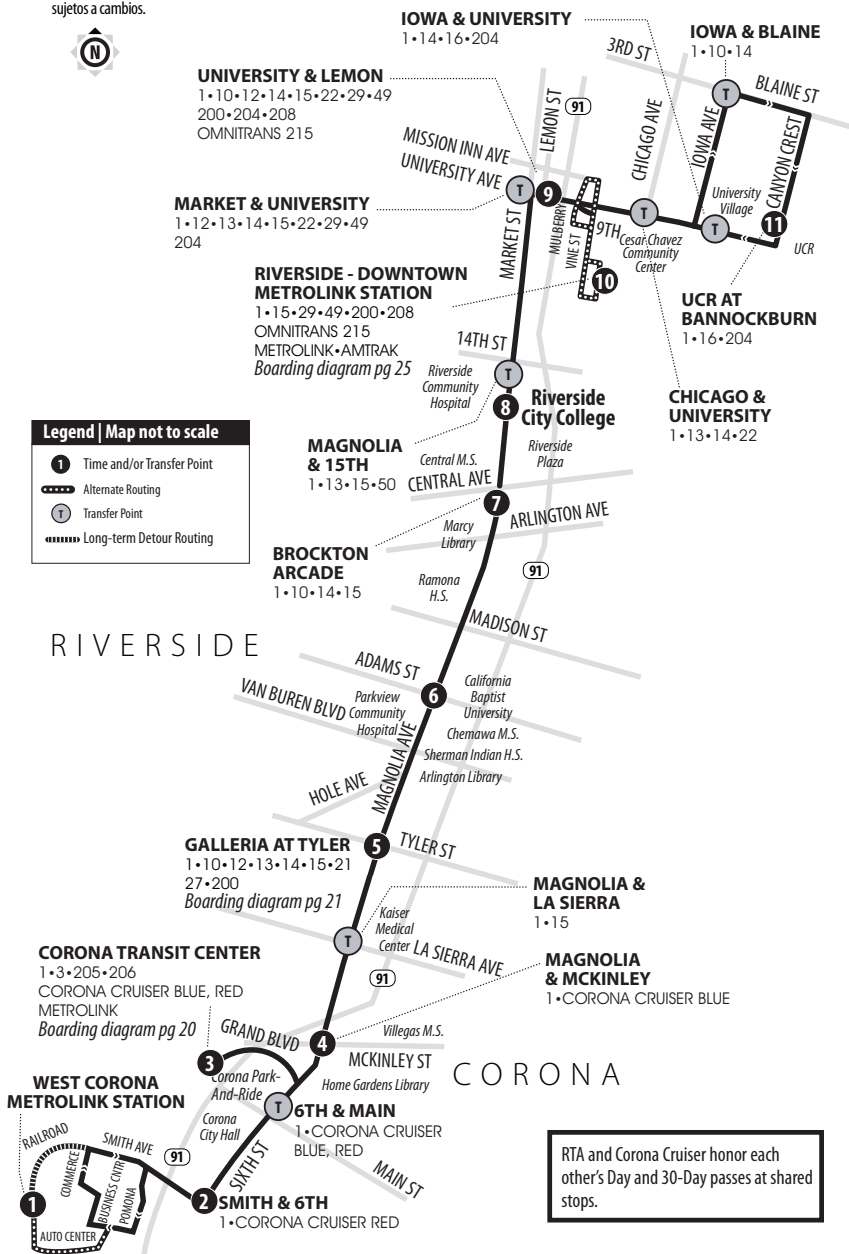 sujetos a cambios.
N
IOWA & UNIVERSITY
1•14•16•204
IOWA & BLAINE
1•10•14
3RD ST
BLAINE ST
UNIVERSITY & LEMON
1•10•12•14•15•22•29•49
200•204•208
OMNITRANS 215
LEMON ST
91
CHICAGO AVE
IOWA AVE
CANYON CREST
MISSION INN AVE
UNIVERSITY AVE
T
9
T
T
T
University
Village
11
UCR
MARKET & UNIVERSITY
1•12•13•14•15•22•29•49
204
MARKET ST
MULBERRY
VINE ST
9TH
Cesar Chavez
Community
Center
10
RIVERSIDE - DOWNTOWN
METROLINK STATION
1•15•29•49•200•208
OMNITRANS 215
METROLINK•AMTRAK
Boarding diagram pg 25
UCR AT
BANNOCKBURN
1•16•204
14TH ST
Riverside
Community
Hospital
T
8
Riverside
City College
CHICAGO &
UNIVERSITY
1•13•14•22
Legend | Map not to scale
1 Time and/or Transfer Point
Alternate Routing
T Transfer Point
Long-term Detour Routing
MAGNOLIA
& 15TH
1•13•15•50
Central M.S.
Riverside
Plaza
CENTRAL AVE
7
ARLINGTON AVE
Marcy
Library
BROCKTON
ARCADE
1•10•14•15
91
Ramona
H.S.
MADISON ST
RIVERSIDE
ADAMS ST
6
California
Baptist
University
VAN BUREN BLVD
Parkview
Community
Hospital
Chemawa M.S.
Sherman Indian H.S.
Arlington Library
MAGNOLIA AVE
HOLE AVE
GALLERIA AT TYLER
1•10•12•13•14•15•21
27•200
Boarding diagram pg 21
5
TYLER ST
MAGNOLIA &
LA SIERRA
1•15
Kaiser
Medical
Center
T
LA SIERRA AVE
91
MAGNOLIA
& MCKINLEY
1•CORONA CRUISER BLUE
CORONA TRANSIT CENTER
1•3•205•206
CORONA CRUISER BLUE, RED
METROLINK
Boarding diagram pg 20
GRAND BLVD
Villegas M.S.
4
MCKINLEY ST
3
Corona Park-
And-Ride
Home Gardens Library
CORONA
WEST CORONA
METROLINK STATION
T
6TH & MAIN
1•CORONA CRUISER
BLUE, RED
Corona
City Hall
SIXTH ST
MAIN ST
RAILROAD
SMITH AVE
91
COMMERCE
BUSINESS CNTR
POMONA
1
AUTO CENTER
2
SMITH & 6TH
1•CORONA CRUISER RED
RTA and Corona Cruiser honor each
other's Day and 30-Day passes at shared
stops.